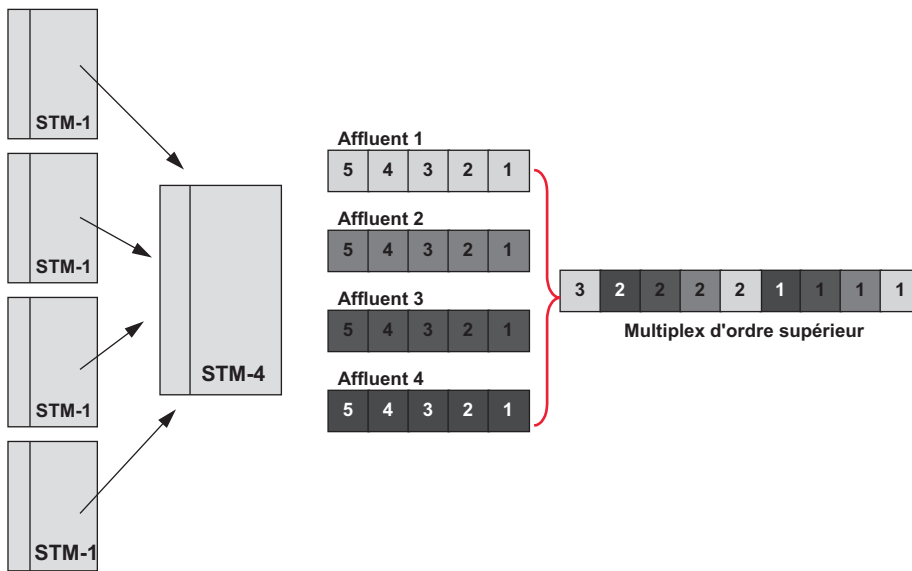 STM-1
STM-1
STM-1
STM-1
STM-4
Affluent 1
5 4 3 2 1
Affluent 2
5 4 3 2 1
Affluent 3
5 4 3 2 1
Affluent 4
5 4 3 2 1
3 2 2 2 2 1 1 1 1
Multiplex d'ordre supérieur